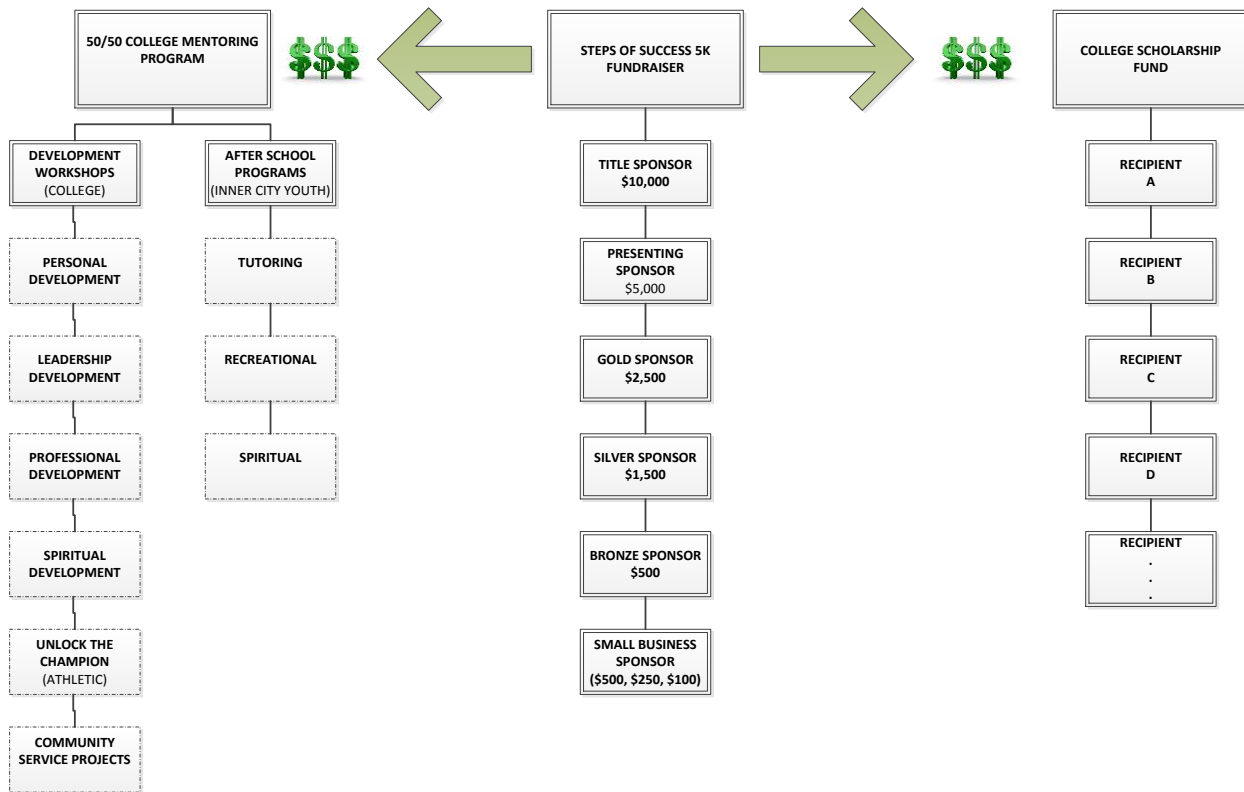 50/50 COLLEGE MENTORING
PROGRAM
$$$
STEPS OF SUCCESS 5K
FUNDRAISER
$$$
COLLEGE SCHOLARSHIP
FUND
DEVELOPMENT
WORKSHOPS
(COLLEGE)
PERSONAL
DEVELOPMENT
LEADERSHIP
DEVELOPMENT
PROFESSIONAL
DEVELOPMENT
SPIRITUAL
DEVELOPMENT
UNLOCK THE
CHAMPION
(ATHLETIC)
COMMUNITY
SERVICE PROJECTS
AFTER SCHOOL
PROGRAMS
(INNER CITY YOUTH)
TUTORING
RECREATIONAL
SPIRITUAL
TITLE SPONSOR
$10,000
PRESENTING
SPONSOR
$5,000
GOLD SPONSOR
$2,500
SILVER SPONSOR
$1,500
BRONZE SPONSOR
$500
SMALL BUSINESS
SPONSOR
($500, $250, $100)
RECIPIENT
A
RECIPIENT
B
RECIPIENT
C
RECIPIENT
D
RECIPIENT
.
.
.